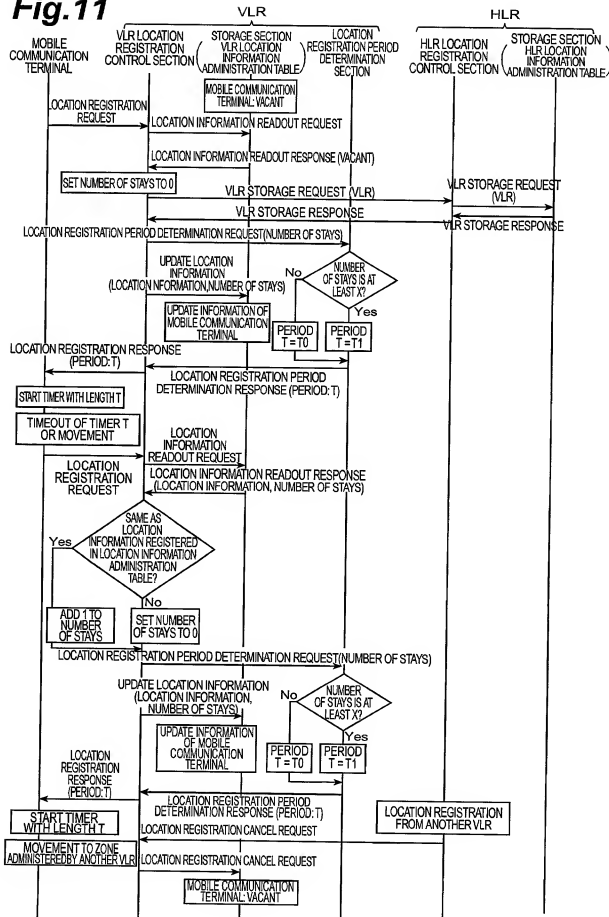 Fig.11
VLR
HLR
MOBILE
COMMUNICATION
TERMINAL
VLR LOCATION
REGISTRATION
CONTROL SECTION
STORAGE SECTION
VLR LOCATION
INFORMATION
ADMINISTRATION TABLE
LOCATION
REGISTRATION PERIOD
DETERMINATION
SECTION
HLR LOCATION
REGISTRATION
CONTROL SECTION
STORAGE SECTION
HLR LOCATION
INFORMATION
ADMINISTRATION TABLE
MOBILE COMMUNICATION
TERMINAL: VACANT
LOCATION REGISTRATION
REQUEST
LOCATION INFORMATION READOUT REQUEST
LOCATION INFORMATION READOUT RESPONSE (VACANT)
SET NUMBER OF STAYS TO 0
VLR STORAGE REQUEST (VLR)
VLR STORAGE REQUEST
(VLR)
VLR STORAGE RESPONSE
VLR STORAGE RESPONSE
LOCATION REGISTRATION PERIOD DETERMINATION REQUEST(NUMBER OF STAYS)
UPDATE LOCATION
INFORMATION
(LOCATION NFORMATION,NUMBER OF STAYS)
No
NUMBER
OF STAYS IS AT
LEAST X?
Yes
UPDATE INFORMATION OF
MOBILE COMMUNICATION
TERMINAL
PERIOD
T=T0
PERIOD
T=T1
LOCATION REGISTRATION RESPONSE
(PERIOD:T)
LOCATION REGISTRATION PERIOD
DETERMINATION RESPONSE (PERIOD: T)
START TIMER WITH LENGTH T
TIMEOUT OF TIMER T
OR MOVEMENT
LOCATION
INFORMATION
READOUT REQUEST
LOCATION
REGISTRATION
REQUEST
LOCATION INFORMATION READOUT RESPONSE
(LOCATION INFORMATION, NUMBER OF STAYS)
SAME AS
LOCATION
INFORMATION REGISTERED
IN LOCATION INFORMATION
ADMINISTRATION
TABLE?
Yes
No
ADD 1 TO
NUMBER
OF STAYS
SET NUMBER
OF STAYS TO 0
LOCATION REGISTRATION PERIOD DETERMINATION REQUEST(NUMBER OF STAYS)
UPDATE LOCATION INFORMATION
(LOCATION INFORMATION,
NUMBER OF STAYS)
No
NUMBER
OF STAYS IS AT
LEAST X?
Yes
UPDATE INFORMATION
OF MOBILE
COMMUNICATION
TERMINAL
PERIOD
T=T0
PERIOD
T=T1
LOCATION
REGISTRATION
RESPONSE
(PERIOD:T)
LOCATION REGISTRATION PERIOD
DETERMINATION RESPONSE (PERIOD: T)
START TIMER
WITH LENGTH T
LOCATION REGISTRATION
FROM ANOTHER VLR
LOCATION REGISTRATION CANCEL REQUEST
MOVEMENT TO ZONE
ADMINISTEREDBY ANOTHER VLR
LOCATION REGISTRATION CANCEL REQUEST
MOBILE COMMUNICATION
TERMINAL: VACANT